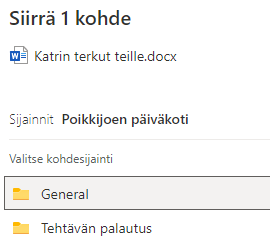 Siirrä 1 kohde
Katrin terkut teille.docx
Sijainnit Poikkijoen päiväkoti
Valitse kohdesijainti
General
Tehtävän palautus